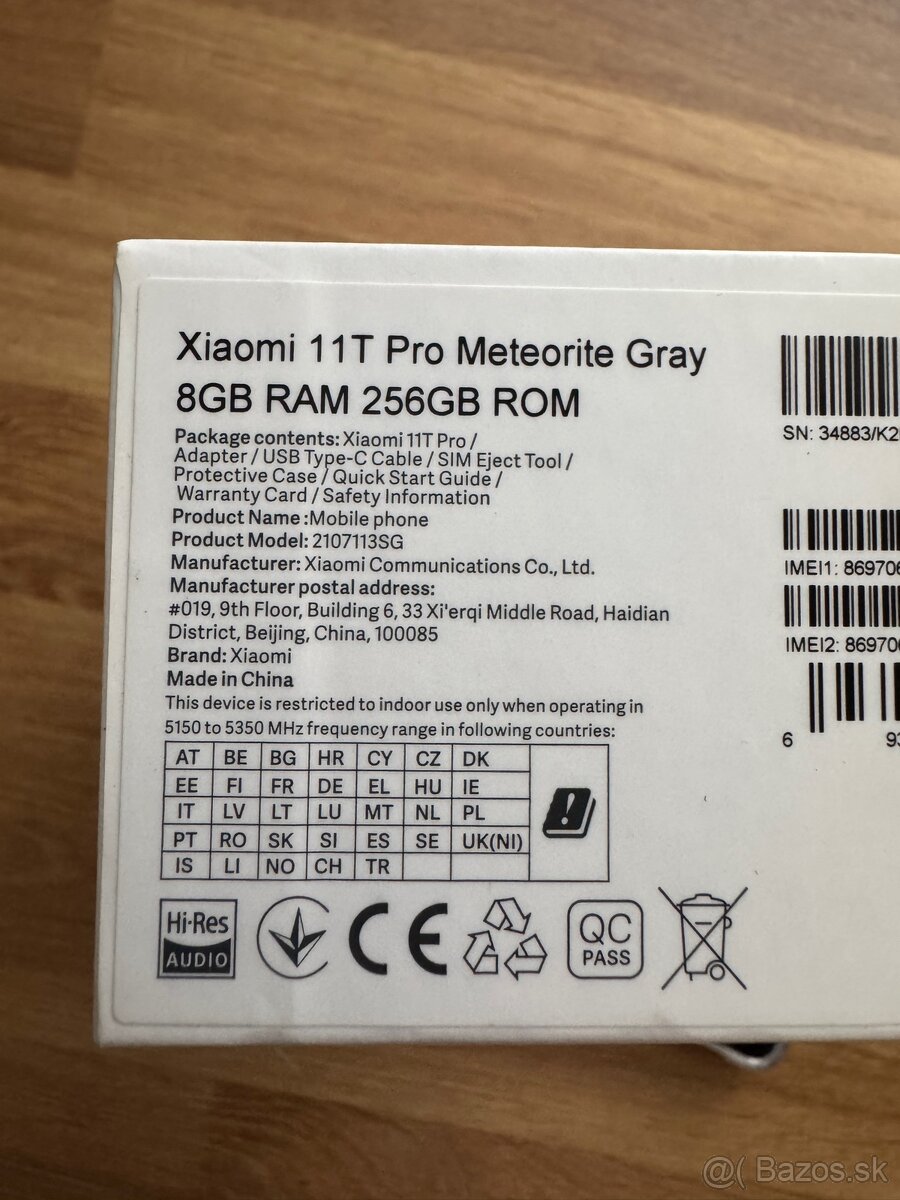 Xiaomi 11T Pro Meteorite Gray
8GB RAM 256GB ROM
Package contents: Xiaomi 11T Pro /
Adapter / USB Type-C Cable / SIM Eject Tool /
Protective Case / Quick Start Guide /
Warranty Card / Safety Information
Product Name :Mobile phone
Product Model: 2107113SG
Manufacturer: Xiaomi Communications Co., Ltd.
Manufacturer postal address:
#019, 9th Floor, Building 6, 33 Xi'erqi Middle Road, Haidian
District, Beijing, China, 100085
Brand: Xiaomi
Made in China
This device is restricted to indoor use only when operating in
5150 to 5350 MHz frequency range in following countries:
AT BE BG HR CY CZ DK
EE FI FR DE EL HU IE
IT LV LT LU MT NL PL
PT RO SK SI ES SE UK(NI)
IS LI NO CH TR
Hi-Res
AUDIO
CE
QC
PASS
SN: 34883/K2
IMEI1: 869706
IMEI2: 869706
6 93
@( Bazos.sk